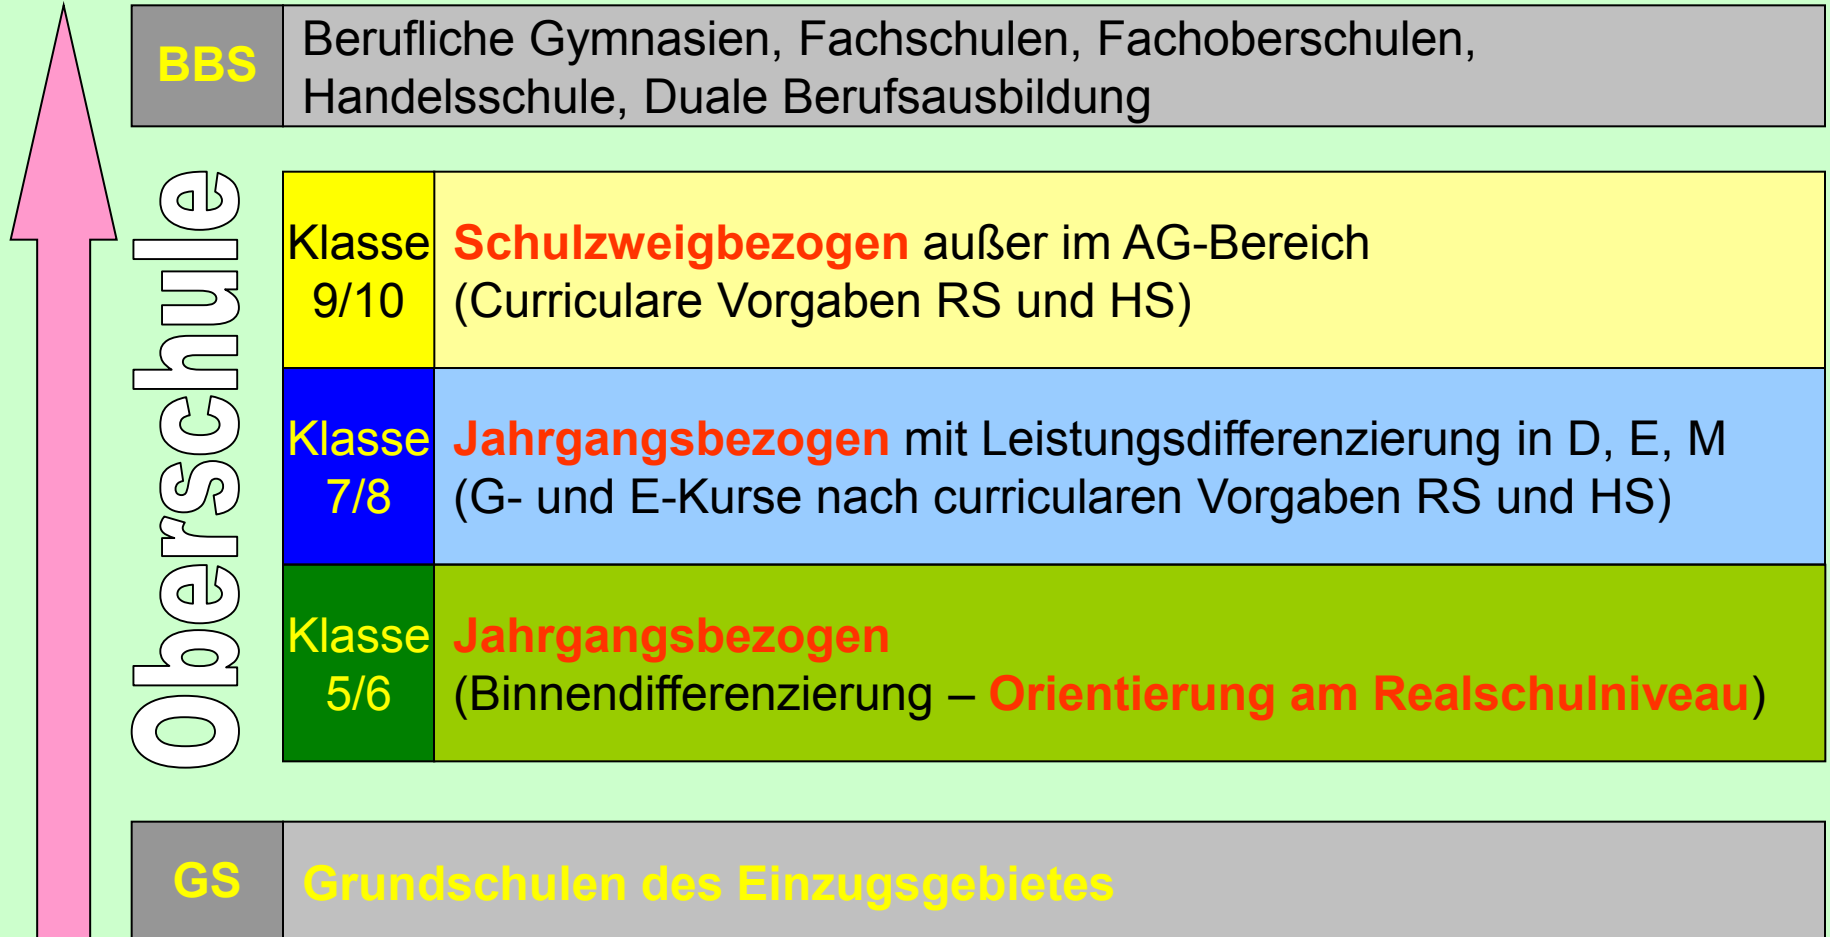 BBS
Berufliche Gymnasien, Fachschulen, Fachoberschulen,
Handelsschule, Duale Berufsausbildung
Oberschule
Klasse
9/10
Schulzweigbezogen außer im AG-Bereich
(Curriculare Vorgaben RS und HS)
Klasse
7/8
Jahrgangsbezogen mit Leistungsdifferenzierung in D, E, M
(G- und E-Kurse nach curricularen Vorgaben RS und HS)
Klasse
5/6
Jahrgangsbezogen
(Binnendifferenzierung – Orientierung am Realschulniveau)
GS
Grundschulen des Einzugsgebietes